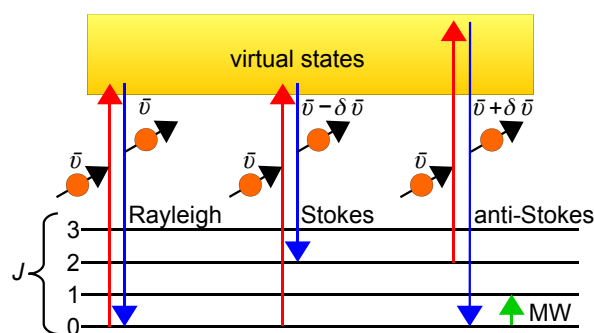 virtual states
ῡ
ῡ − δ ῡ
ῡ + δ ῡ
ῡ
ῡ
ῡ
Rayleigh
Stokes
anti-Stokes
3
J
2
1
MW
0